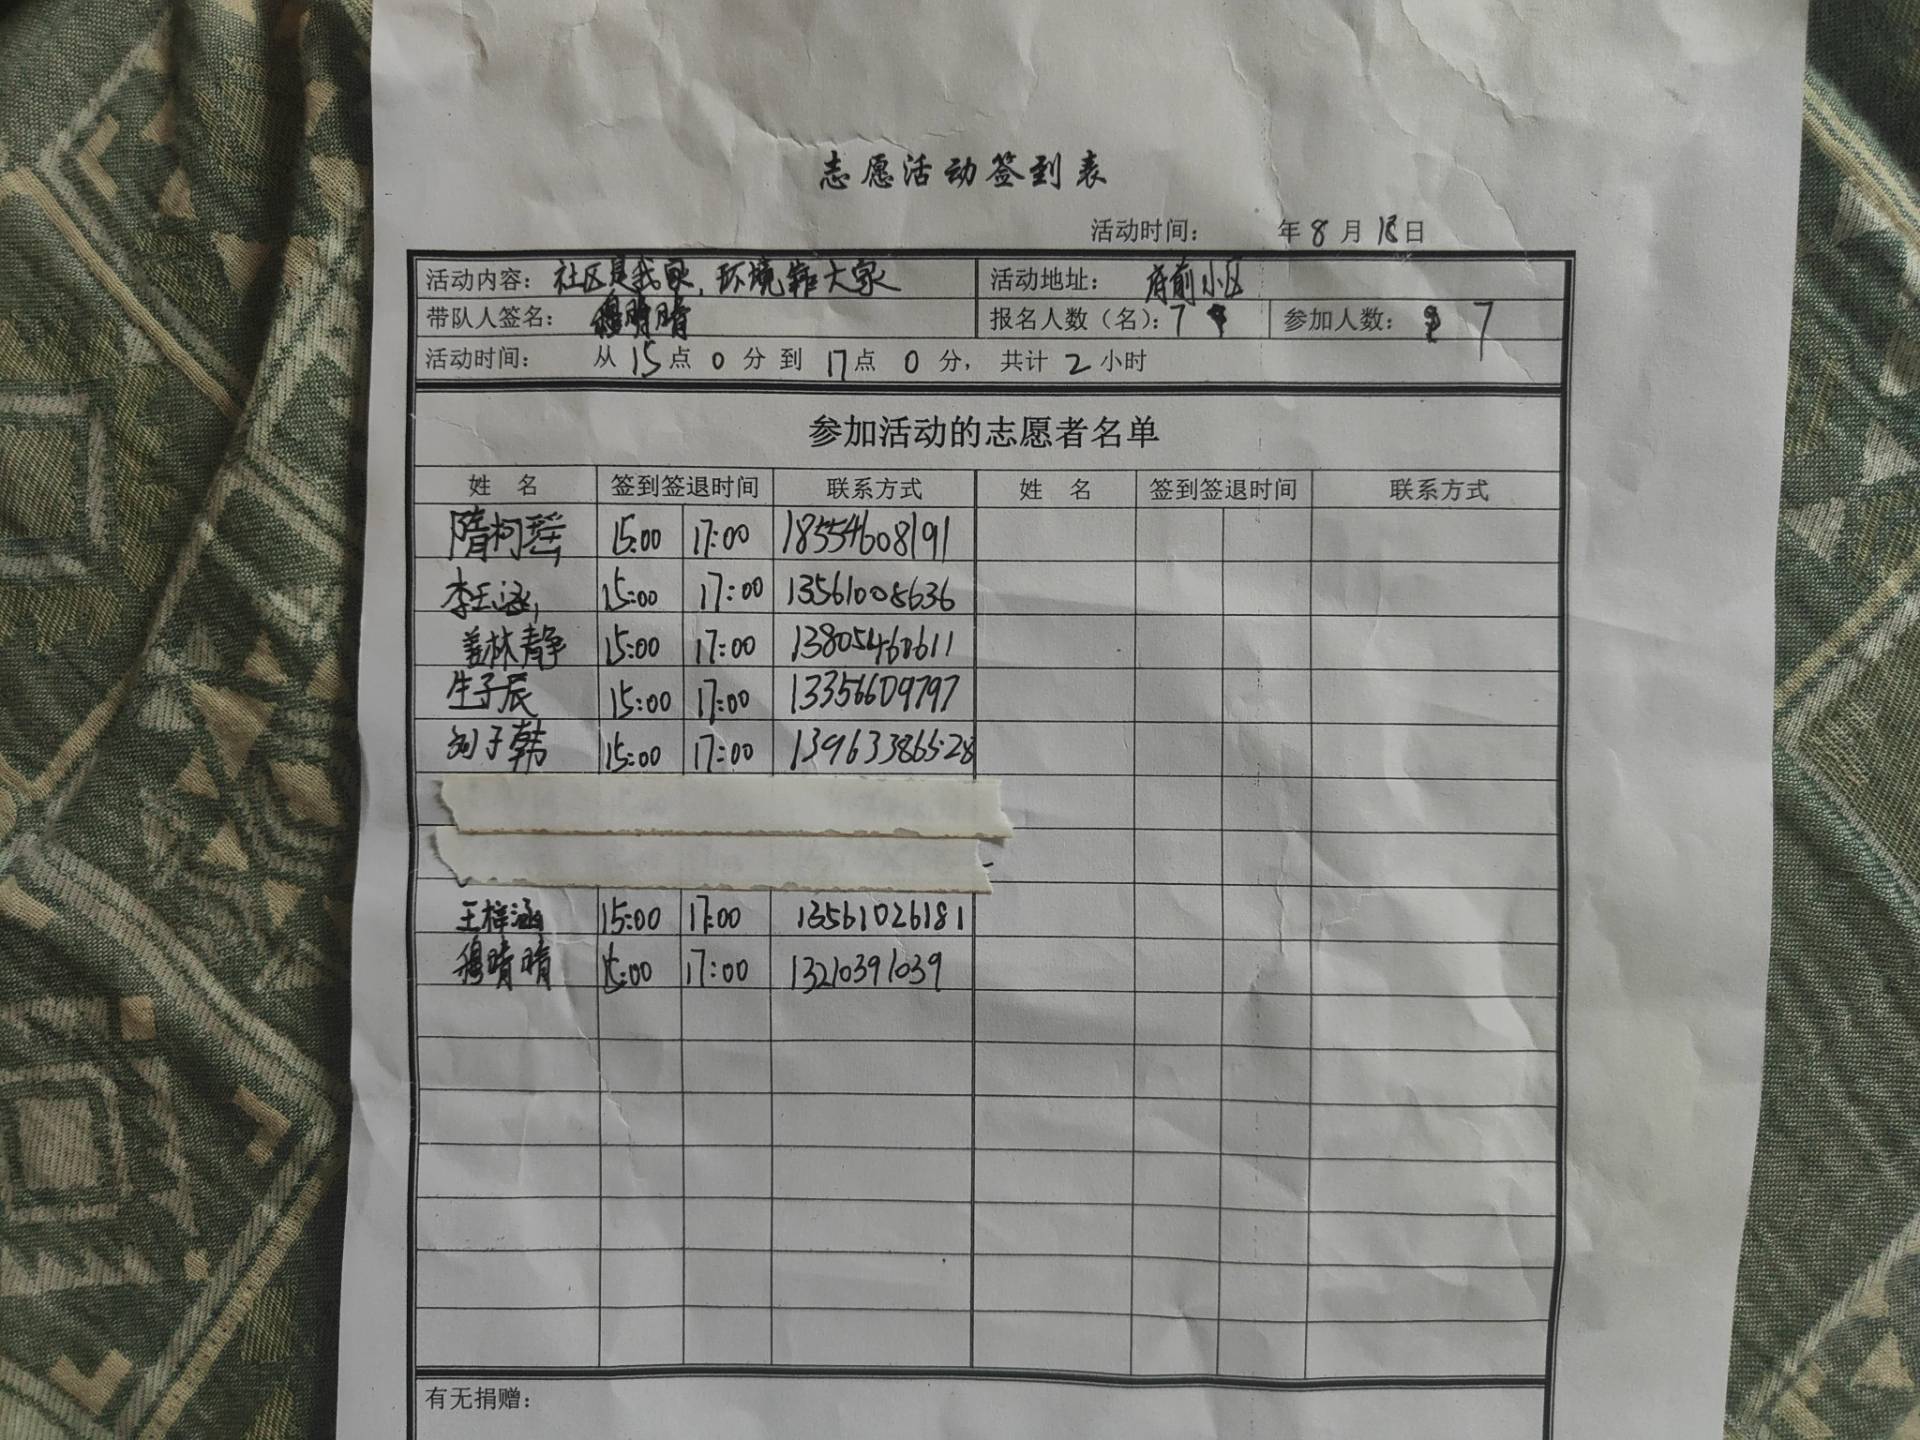 志愿活动签到表
活动时间： 年 8 月 18 日
活动内容：社区是我家，环境靠大家 活动地址： 府前小区
带队人签名： 穆晴晴 报名人数（名）：7 参加人数： 7
活动时间： 从 15 点 0 分 到 17 点 0 分， 共计 2 小时
参加活动的志愿者名单
姓 名 签到签退时间 联系方式 姓 名 签到签退时间 联系方式
隋柯瑶 15:00 17:00 18554608191
李玉涵 15:00 17:00 13561008636
盖林静 15:00 17:00 13805460611
生子辰 15:00 17:00 13356609797
刘子韩 15:00 17:00 13963386528
王梓涵 15:00 17:00 13561026181
穆晴晴 15:00 17:00 13210391039
有无捐赠：